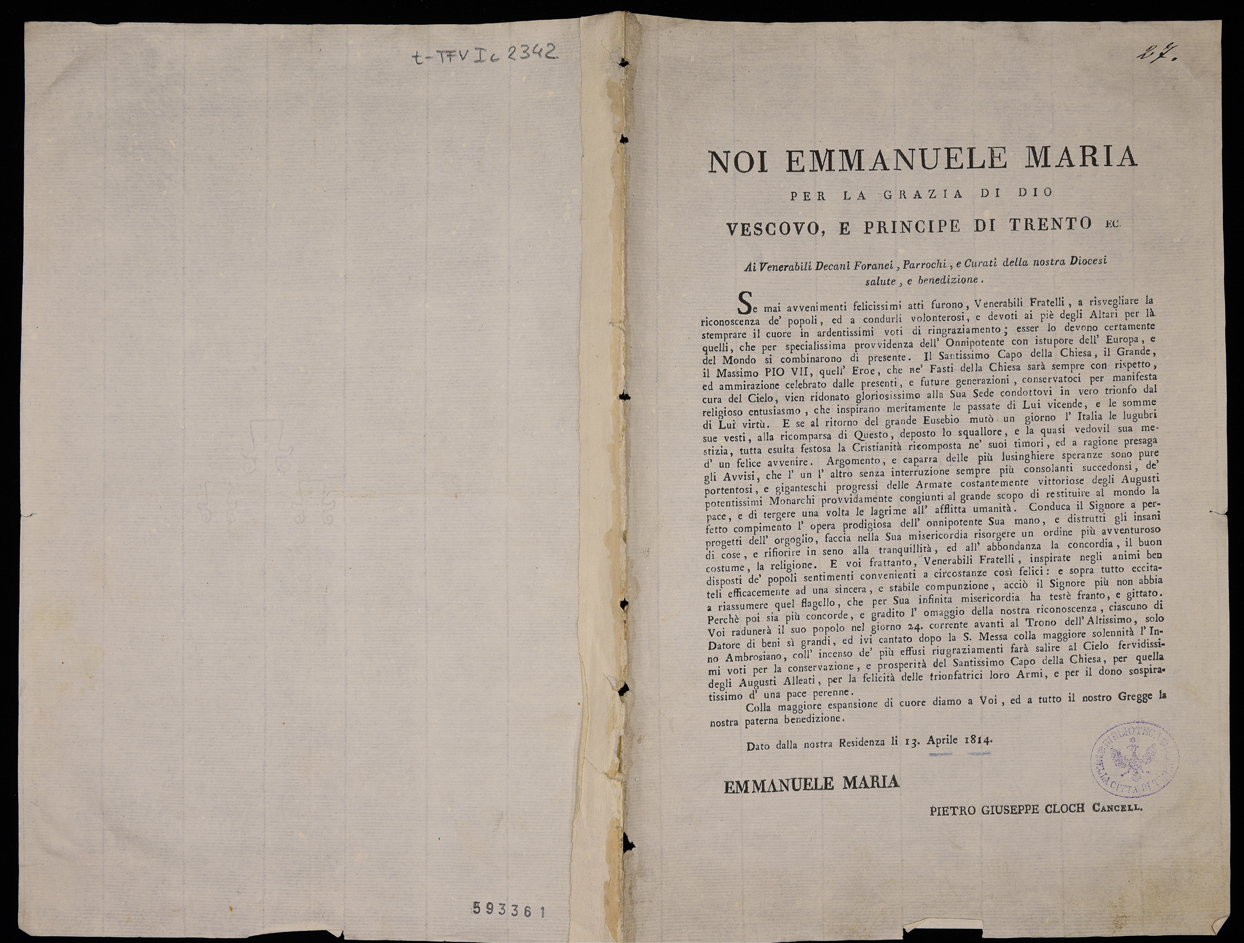 t-TFV I c 2342
593361
27.
NOI EMMANUELE MARIA
PER LA GRAZIA DI DIO
VESCOVO, E PRINCIPE DI TRENTO EC.
Ai Venerabili Decani Foranei, Parrochi, e Curati della nostra Diocesi
salute, e benedizione.
Se mai avvenimenti felicissimi atti furono, Venerabili Fratelli, a risvegliare la
riconoscenza de' popoli, ed a condurli volonterosi, e devoti ai piè degli Altari per là
stemprare il cuore in ardentissimi voti di ringraziamento; esser lo devono certamente
quelli, che per specialissima provvidenza dell' Onnipotente con istupore dell' Europa, e
del Mondo si combinarono di presente. Il Santissimo Capo della Chiesa, il Grande,
il Massimo PIO VII, quell' Eroe, che ne' Fasti della Chiesa sarà sempre con rispetto,
ed ammirazione celebrato dalle presenti, e future generazioni, conservatoci per manifesta
cura del Cielo, vien ridonato gloriosissimo alla Sua Sede condottovi in vero trionfo dal
religioso entusiasmo, che inspirano meritamente le passate di Lui vicende, e le somme
di Lui virtù. E se al ritorno del grande Eusebio mutò un giorno l' Italia le lugubri
sue vesti, alla ricomparsa di Questo, deposto lo squallore, e la quasi vedovil sua me-
stizia, tutta esulta festosa la Cristianità ricomposta ne' suoi timori, ed a ragione presaga
d' un felice avvenire. Argomento, e caparra delle più lusinghiere speranze sono pure
gli Avvisi, che l' un l' altro senza interruzione sempre più consolanti succedonsi, de'
portentosi, e giganteschi progressi delle Armate costantemente vittoriose degli Augusti
potentissimi Monarchi provvidamente congiunti al grande scopo di restituire al mondo la
pace, e di tergere una volta le lagrime all' afflitta umanità. Conduca il Signore a per-
fetto compimento l' opera prodigiosa dell' onnipotente Sua mano, e distrutti gli insani
progetti dell' orgoglio, faccia nella Sua misericordia risorgere un ordine più avventuroso
di cose, e rifiorire in seno alla tranquillità, ed all' abbondanza la concordia, il buon
costume, la religione. E voi frattanto, Venerabili Fratelli, inspirate negli animi ben
disposti de' popoli sentimenti convenienti a circostanze così felici: e sopra tutto eccita-
teli efficacemente ad una sincera, e stabile compunzione, acciò il Signore più non abbia
a riassumere quel flagello, che per Sua infinita misericordia ha testè franto, e gittato.
Perchè poi sia più concorde, e gradito l' omaggio della nostra riconoscenza, ciascuno di
Voi radunerà il suo popolo nel giorno 24. corrente avanti al Trono dell'Altissimo, solo
Datore di beni sì grandi, ed ivi cantato dopo la S. Messa colla maggiore solennità l'In-
no Ambrosiano, coll' incenso de' più effusi riugraziamenti farà salire al Cielo fervidissi-
mi voti per la conservazione, e prosperità del Santissimo Capo della Chiesa, per quella
degli Augusti Alleati, per la felicità delle trionfatrici loro Armi, e per il dono sospira-
tissimo d' una pace perenne.
Colla maggiore espansione di cuore diamo a Voi, ed a tutto il nostro Gregge la
nostra paterna benedizione.
Dato dalla nostra Residenza li 13. Aprile 1814.
EMMANUELE MARIA
PIETRO GIUSEPPE CLOCH CANCELL.